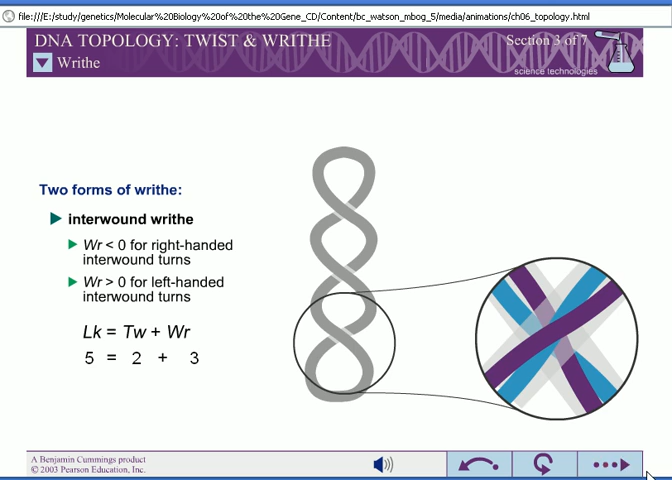 file:///E:/study/genetics/Molecular%20Biology%20of%20the%20Gene_CD/Content/bc_watson_mbog_5/media/animations/ch06_topology.html
DNA TOPOLOGY: TWIST & WRITHE
Section 3 of 7
Writhe
science technologies
Two forms of writhe:
interwound writhe
Wr < 0 for right-handed
interwound turns
Wr > 0 for left-handed
interwound turns
Lk = Tw + Wr
5 = 2 + 3
A Benjamin Cummings product
© 2003 Pearson Education, Inc.